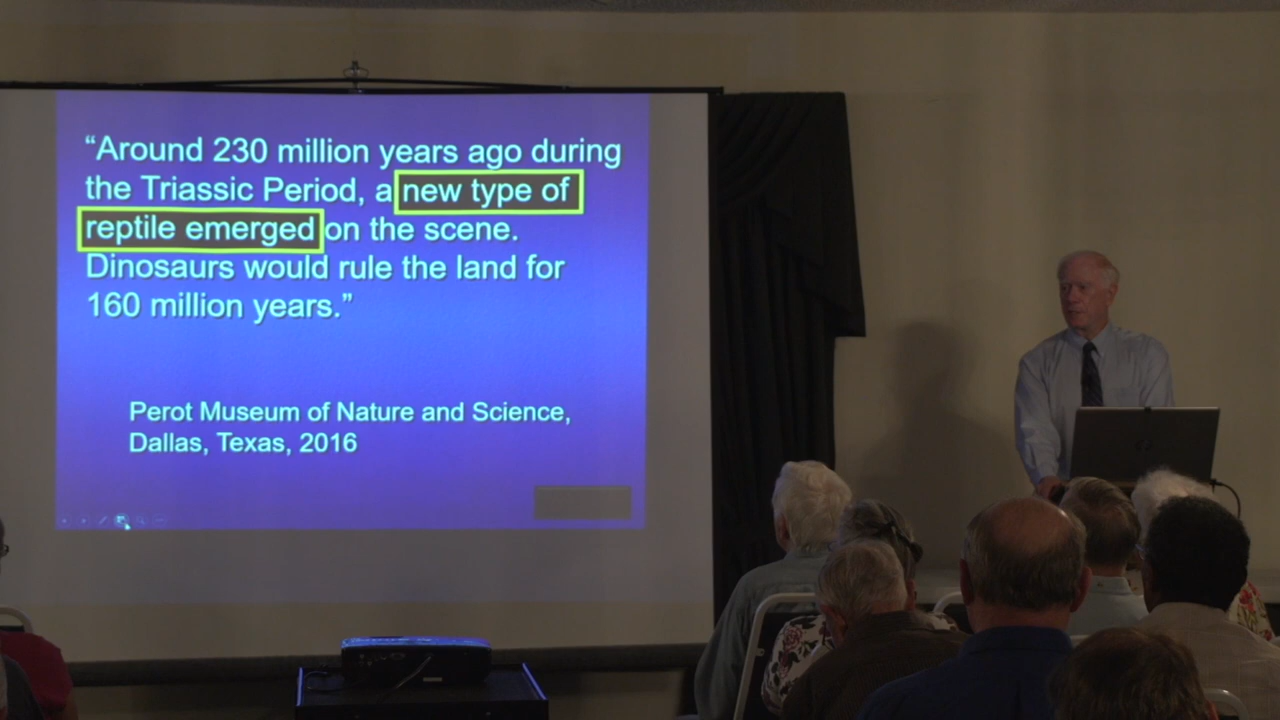 “Around 230 million years ago during
the Triassic Period, a new type of
reptile emerged on the scene.
Dinosaurs would rule the land for
160 million years.”
Perot Museum of Nature and Science,
Dallas, Texas, 2016